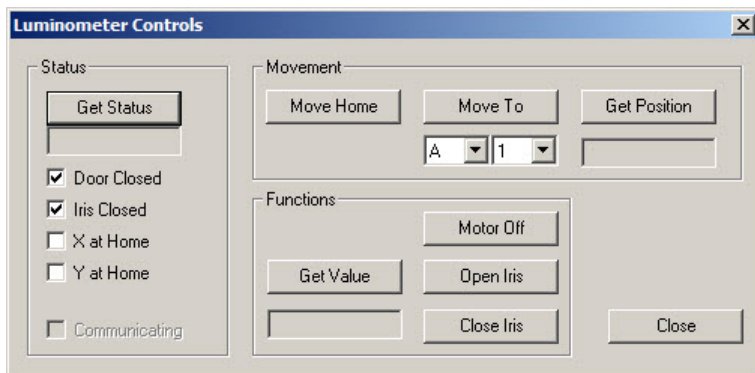 Luminometer Controls
Status
Get Status
Door Closed
Iris Closed
X at Home
Y at Home
Communicating
Movement
Move Home
Move To
Get Position
A
1
Functions
Motor Off
Get Value
Open Iris
Close Iris
Close